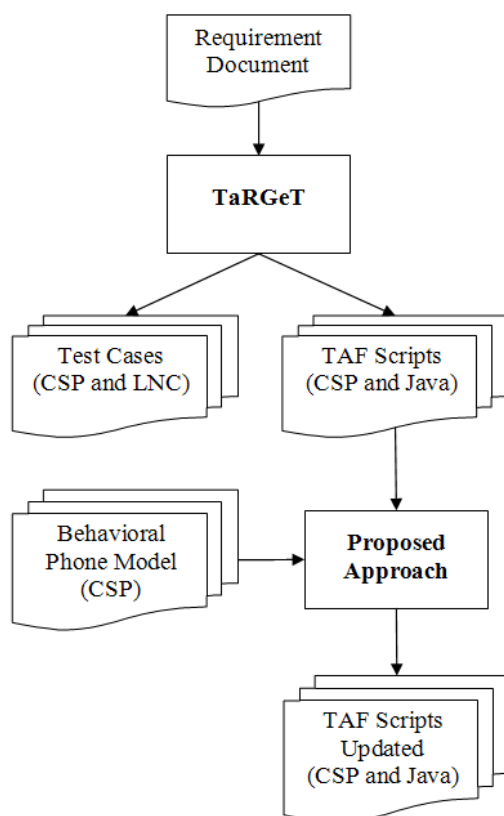 Requirement
Document
TaRGeT
Test Cases
(CSP and LNC)
TAF Scripts
(CSP and Java)
Behavioral
Phone Model
(CSP)
Proposed
Approach
TAF Scripts
Updated
(CSP and Java)